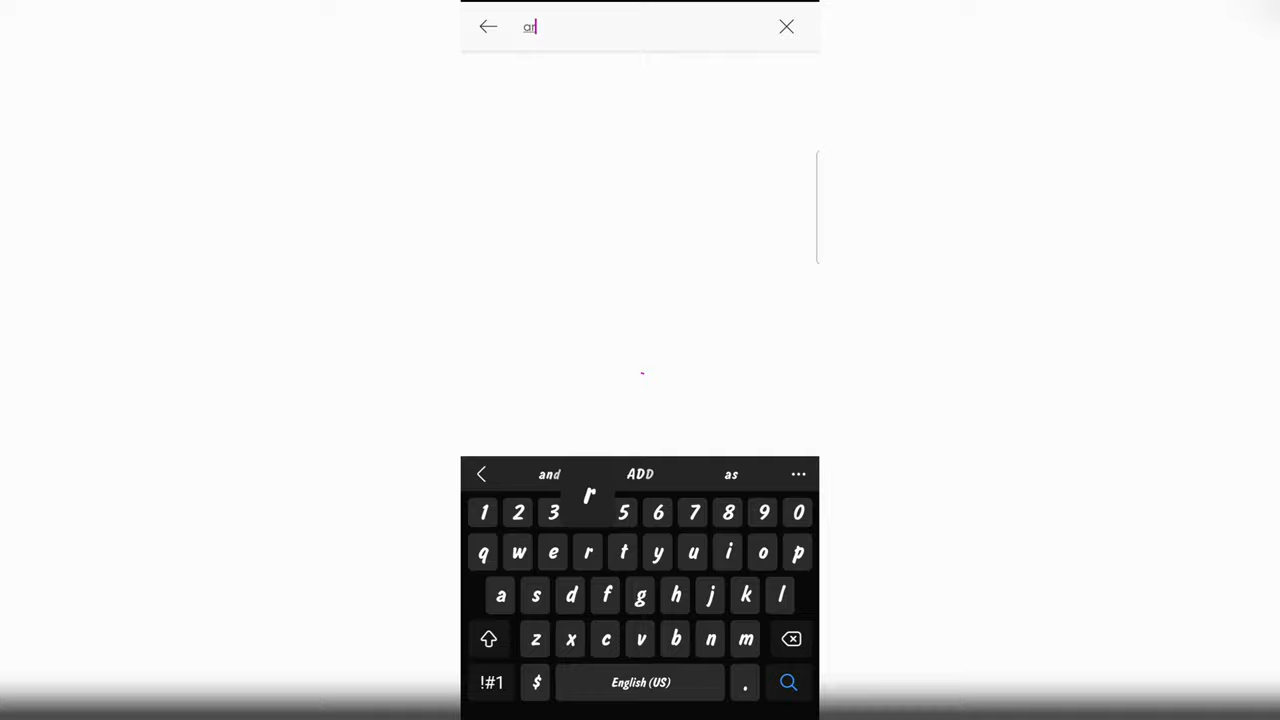 ar
and ADD as
r
1 2 3 5 6 7 8 9 0
q w e r t y u i o p
a s d f g h j k l
z x c v b n m
!#1 $ English (US) .